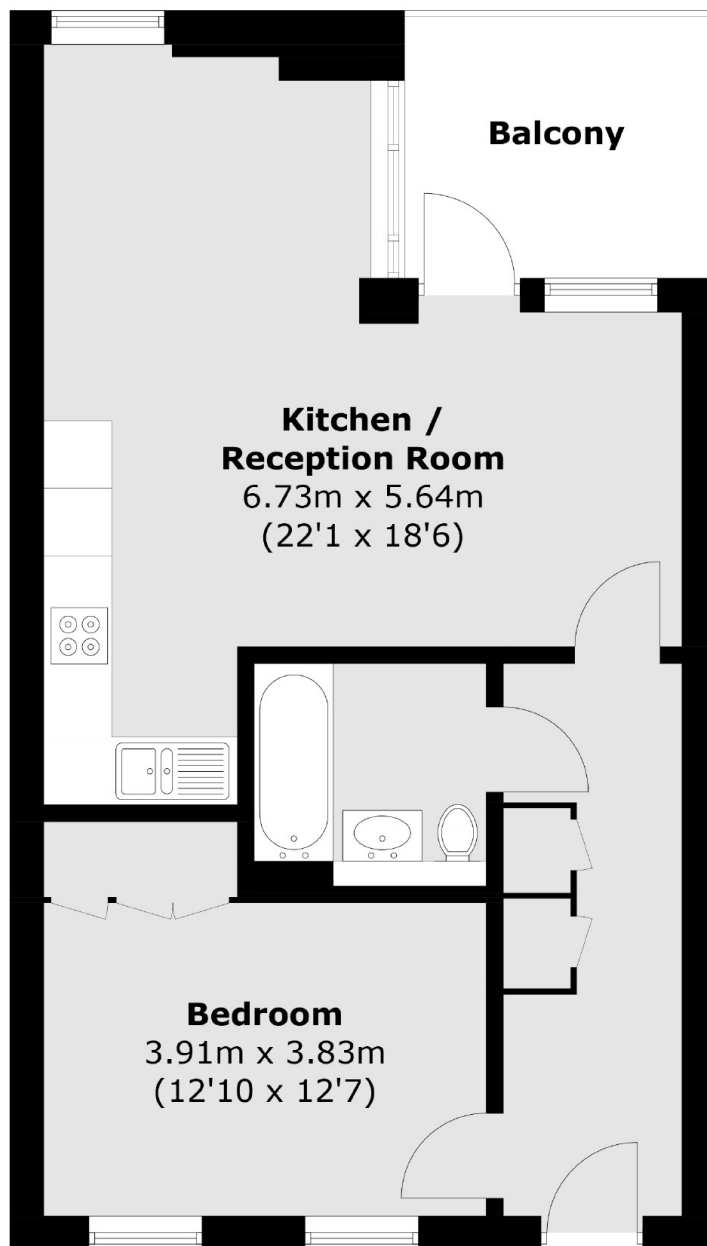 Balcony
Kitchen /
Reception Room
6.73m x 5.64m
(22'1 x 18'6)
Bedroom
3.91m x 3.83m
(12'10 x 12'7)